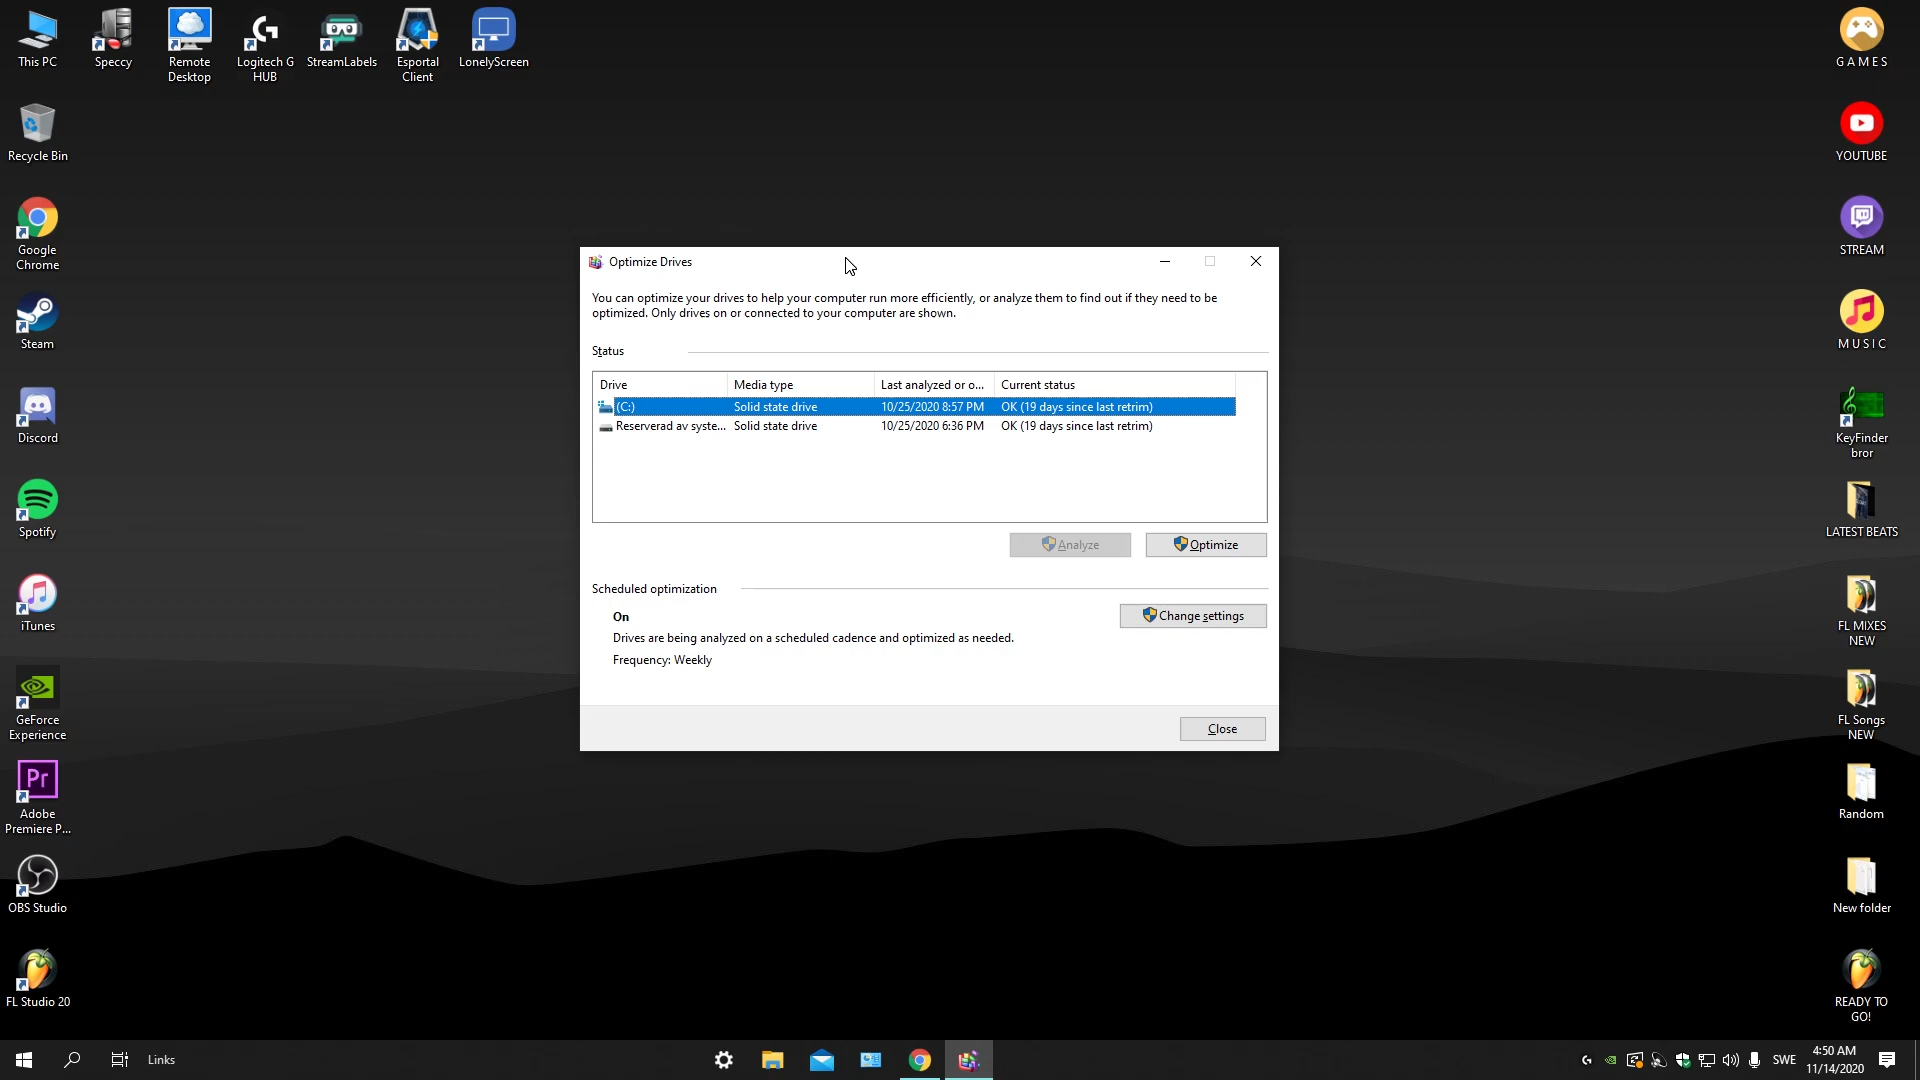 This PC
Speccy
Remote
Desktop
Logitech G
HUB
StreamLabels
Esportal
Client
LonelyScreen
GAMES
Recycle Bin
YOUTUBE
Google
Chrome
STREAM
Steam
MUSIC
Discord
KeyFinder
bror
Spotify
LATEST BEATS
iTunes
FL MIXES
NEW
GeForce
Experience
FL Songs
NEW
Pr
Adobe
Premiere P...
Random
OBS Studio
New folder
FL Studio 20
READY TO
GO!
Optimize Drives
You can optimize your drives to help your computer run more efficiently, or analyze them to find out if they need to be
optimized. Only drives on or connected to your computer are shown.
Status
Drive Media type Last analyzed or o... Current status
(C:) Solid state drive 10/25/2020 8:57 PM OK (19 days since last retrim)
Reserverad av syste... Solid state drive 10/25/2020 6:36 PM OK (19 days since last retrim)
Analyze Optimize
Scheduled optimization
On
Change settings
Drives are being analyzed on a scheduled cadence and optimized as needed.
Frequency: Weekly
Close
Links
SWE
4:50 AM
11/14/2020